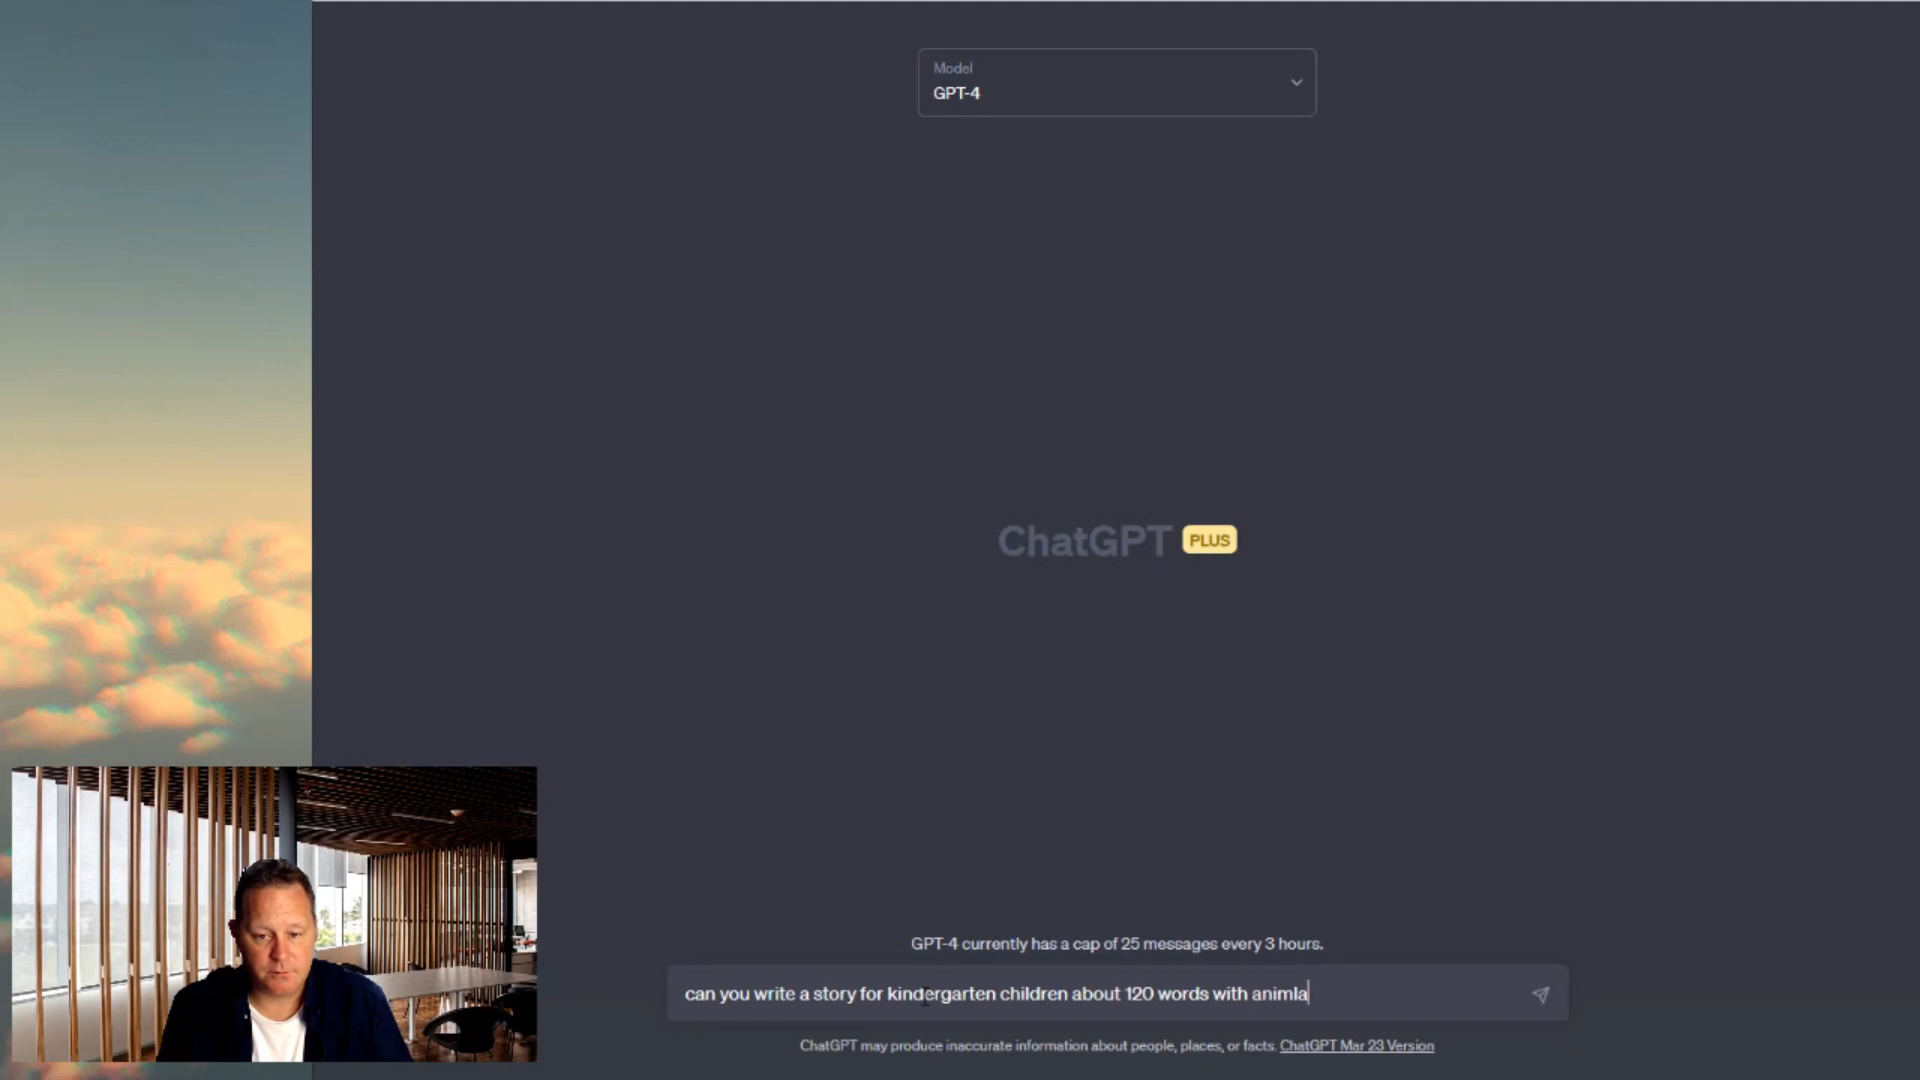 Model
GPT-4
ChatGPT PLUS
GPT-4 currently has a cap of 25 messages every 3 hours.
can you write a story for kindergarten children about 120 words with animla
ChatGPT may produce inaccurate information about people, places, or facts. ChatGPT Mar 23 Version